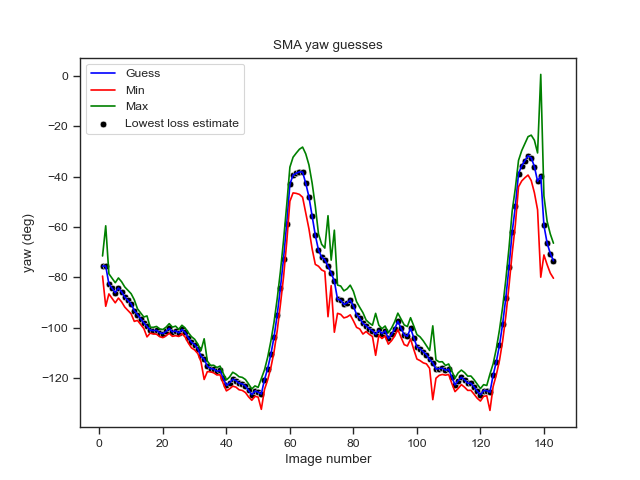 SMA yaw guesses
Guess
Min
Max
Lowest loss estimate
yaw (deg)
0
−20
−40
−60
−80
−100
−120
0 20 40 60 80 100 120 140
Image number